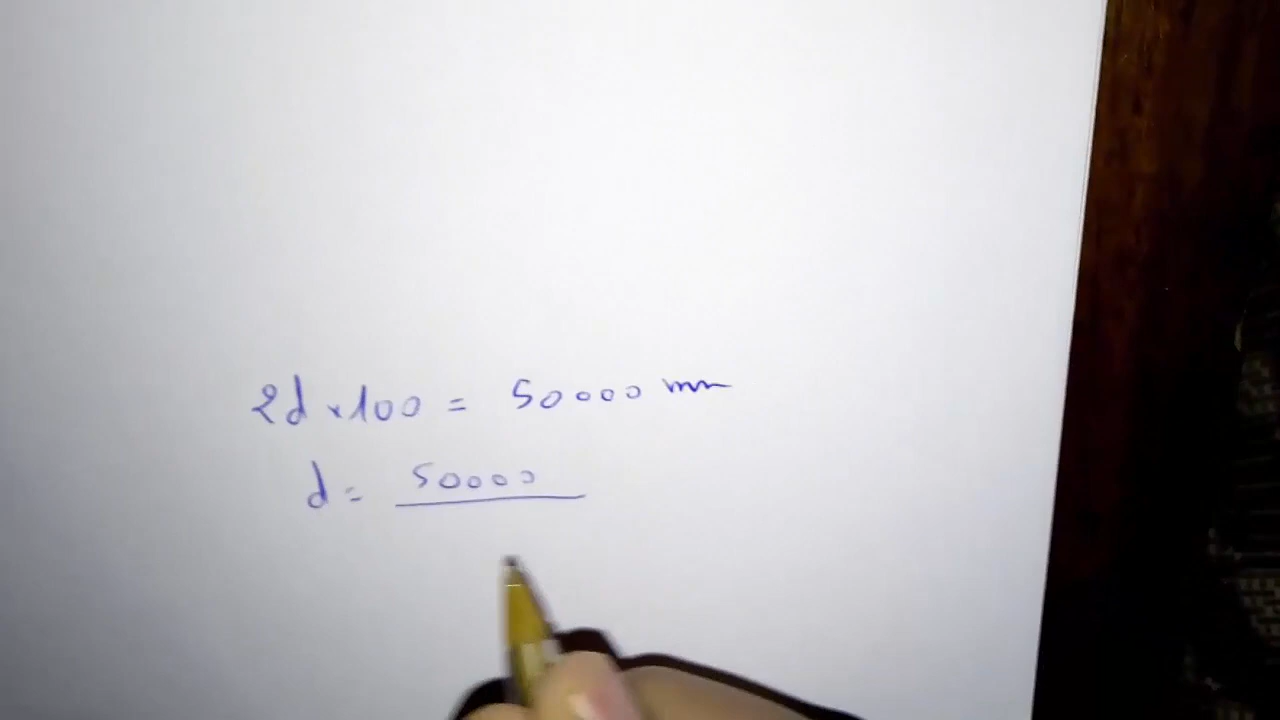 2d × 100 = 50000 mm
d = 50000